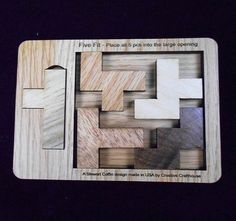 Five Fit - Place all 5 pcs into the large opening
A Stewart Coffin design made in USA by Creative Crafthouse